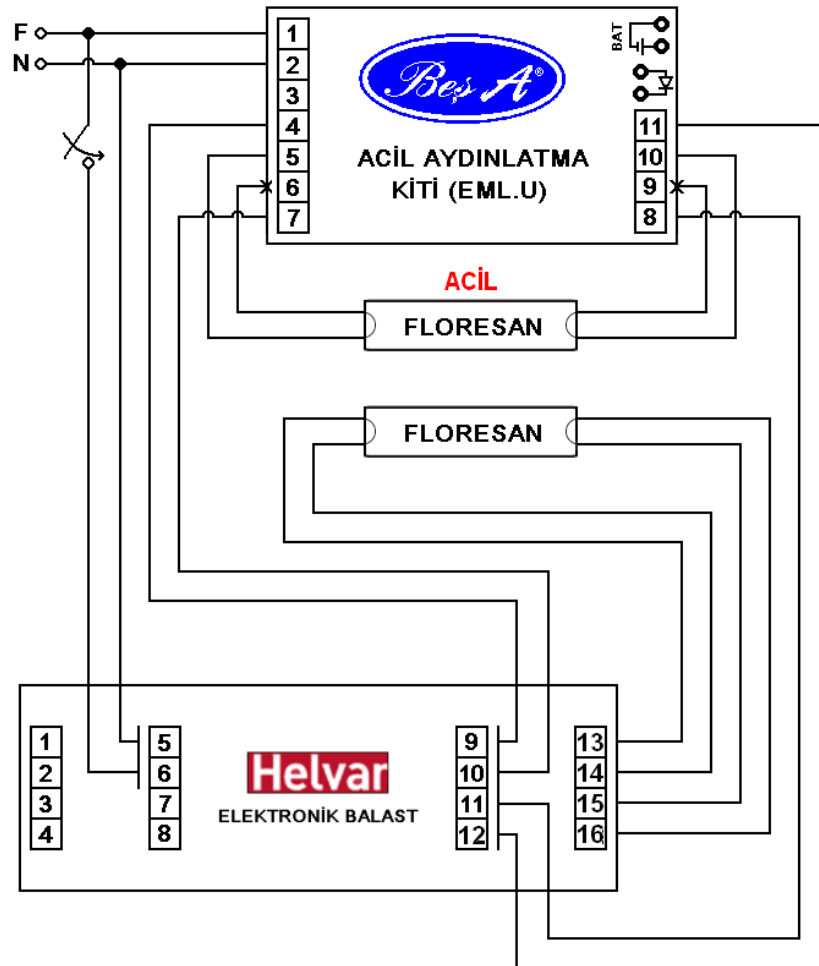 F
N
1
2
3
4
5
6
7
Beş A®
ACİL AYDINLATMA
KİTİ (EML.U)
BAT
11
10
9
8
ACİL
FLORESAN
FLORESAN
1
2
3
4
5
6
7
8
Helvar
ELEKTRONİK BALAST
9
10
11
12
13
14
15
16